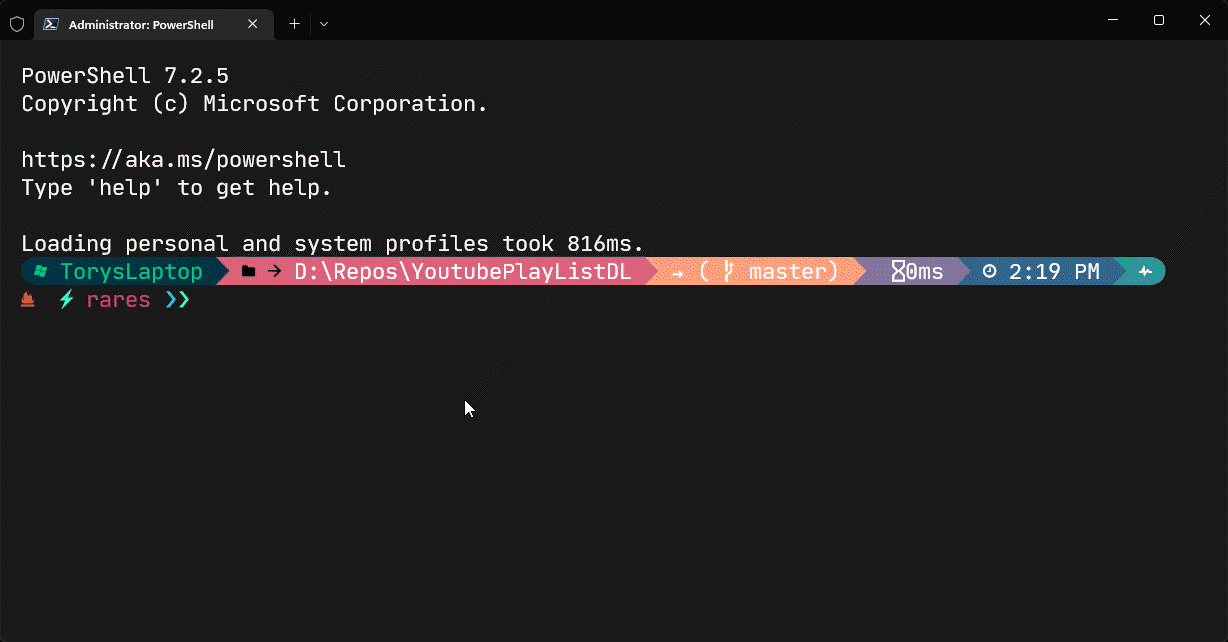 Administrator: PowerShell
PowerShell 7.2.5
Copyright (c) Microsoft Corporation.
https://aka.ms/powershell
Type 'help' to get help.
Loading personal and system profiles took 816ms.
TorysLaptop → D:\Repos\YoutubePlayListDL → ( master) 0ms 2:19 PM
rares ❯❯